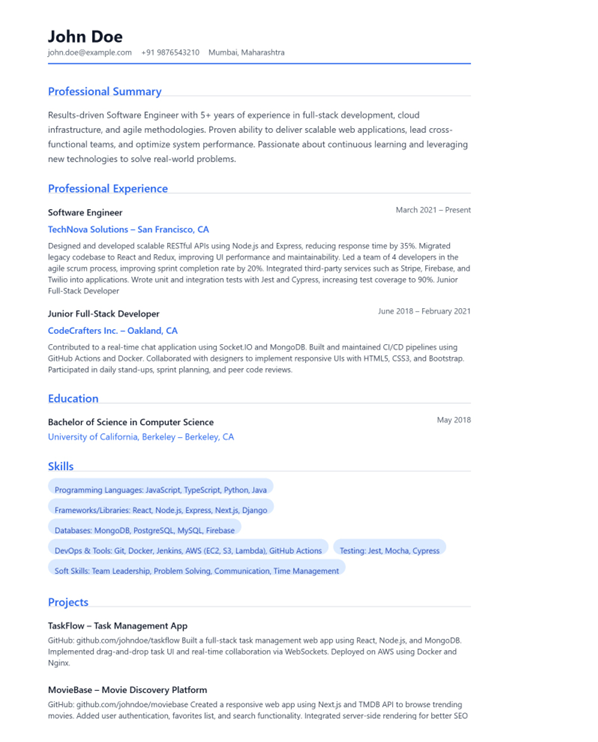 John Doe
john.doe@example.com +91 9876543210 Mumbai, Maharashtra
Professional Summary
Results-driven Software Engineer with 5+ years of experience in full-stack development, cloud
infrastructure, and agile methodologies. Proven ability to deliver scalable web applications, lead cross-
functional teams, and optimize system performance. Passionate about continuous learning and leveraging
new technologies to solve real-world problems.
Professional Experience
Software Engineer March 2021 – Present
TechNova Solutions – San Francisco, CA
Designed and developed scalable RESTful APIs using Node.js and Express, reducing response time by 35%. Migrated
legacy codebase to React and Redux, improving UI performance and maintainability. Led a team of 4 developers in the
agile scrum process, improving sprint completion rate by 20%. Integrated third-party services such as Stripe, Firebase, and
Twilio into applications. Wrote unit and integration tests with Jest and Cypress, increasing test coverage to 90%. Junior
Full-Stack Developer
Junior Full-Stack Developer June 2018 – February 2021
CodeCrafters Inc. – Oakland, CA
Contributed to a real-time chat application using Socket.IO and MongoDB. Built and maintained CI/CD pipelines using
GitHub Actions and Docker. Collaborated with designers to implement responsive UIs with HTML5, CSS3, and Bootstrap.
Participated in daily stand-ups, sprint planning, and peer code reviews.
Education
Bachelor of Science in Computer Science May 2018
University of California, Berkeley – Berkeley, CA
Skills
Programming Languages: JavaScript, TypeScript, Python, Java
Frameworks/Libraries: React, Node.js, Express, Next.js, Django
Databases: MongoDB, PostgreSQL, MySQL, Firebase
DevOps & Tools: Git, Docker, Jenkins, AWS (EC2, S3, Lambda), GitHub Actions Testing: Jest, Mocha, Cypress
Soft Skills: Team Leadership, Problem Solving, Communication, Time Management
Projects
TaskFlow – Task Management App
GitHub: github.com/johndoe/taskflow Built a full-stack task management web app using React, Node.js, and MongoDB.
Implemented drag-and-drop task UI and real-time collaboration via WebSockets. Deployed on AWS using Docker and
Nginx.
MovieBase – Movie Discovery Platform
GitHub: github.com/johndoe/moviebase Created a responsive web app using Next.js and TMDB API to browse trending
movies. Added user authentication, favorites list, and search functionality. Integrated server-side rendering for better SEO